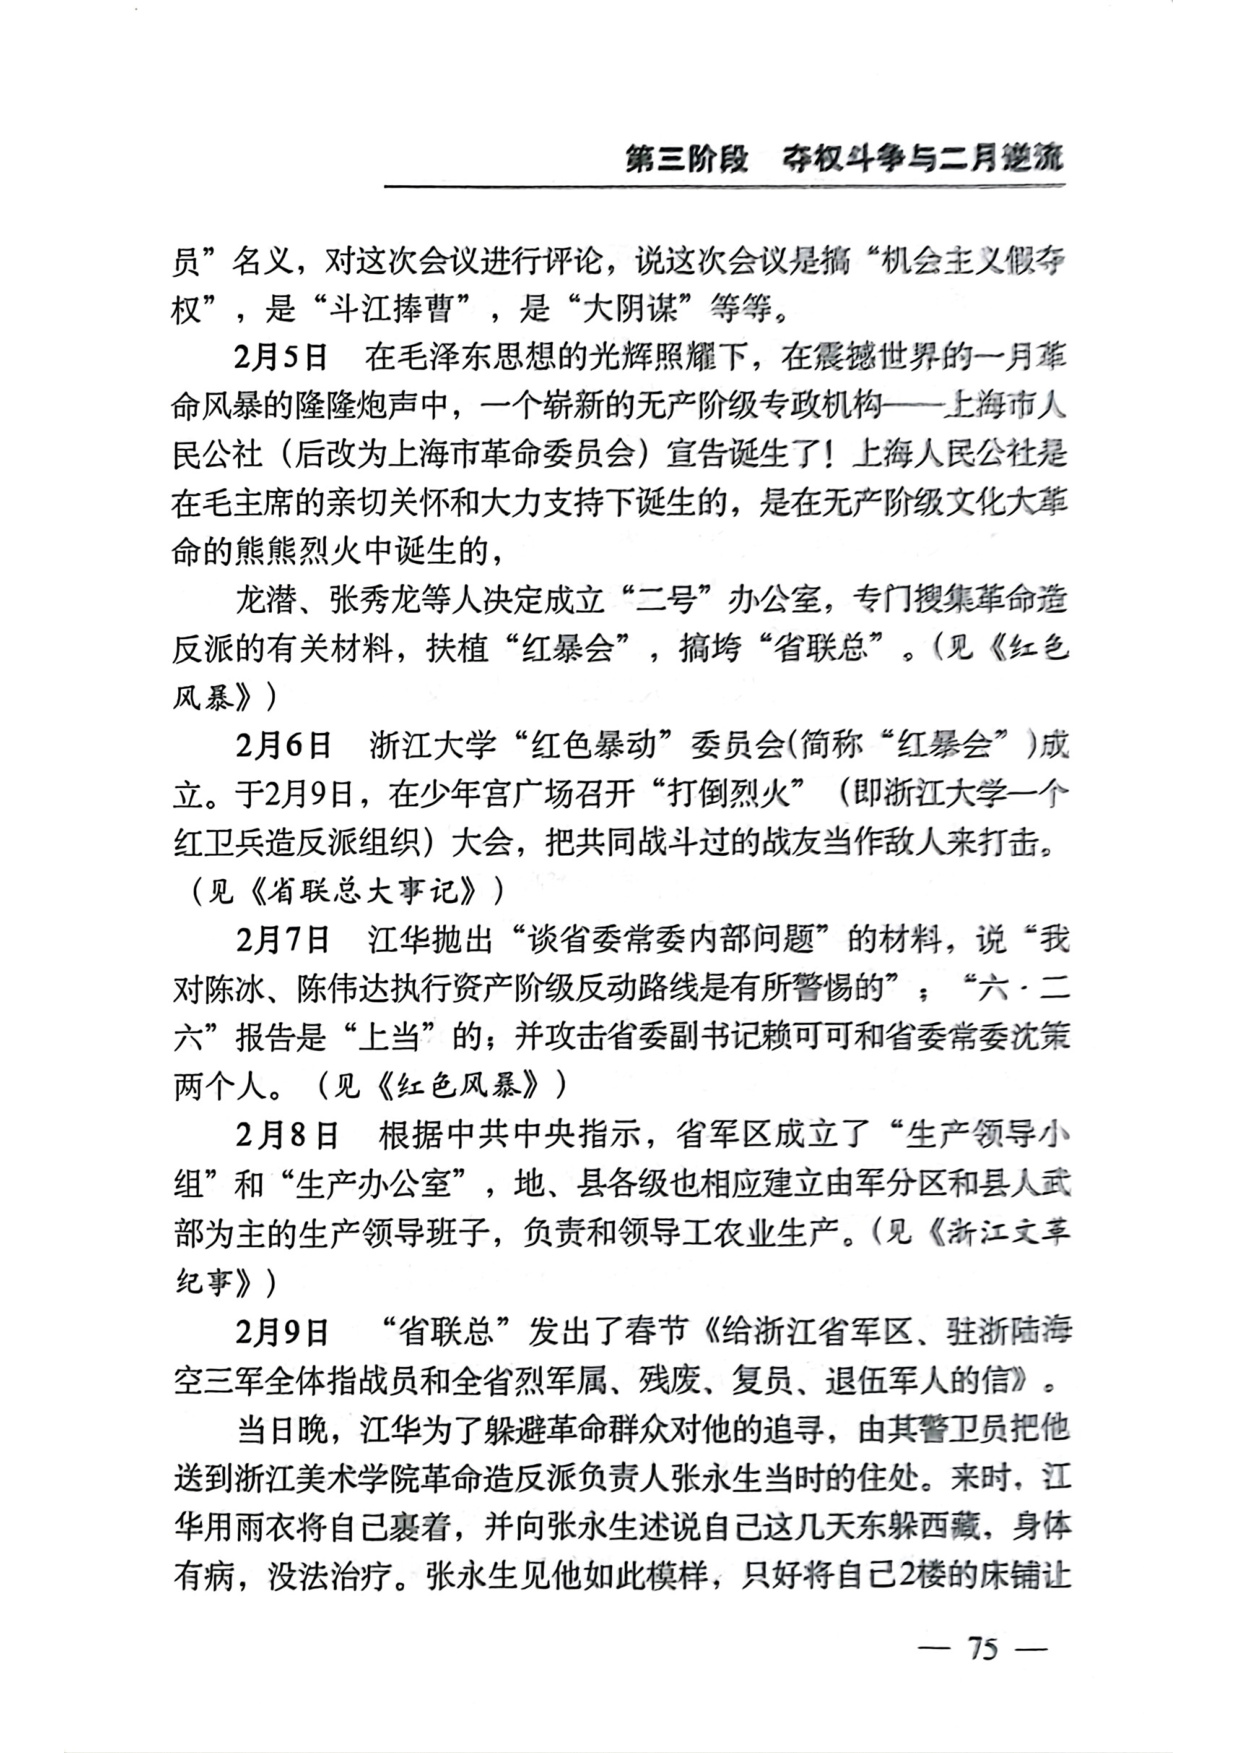 第三阶段　夺权斗争与二月逆流
员”名义，对这次会议进行评论，说这次会议是搞“机会主义假夺
权”，是“斗江捧曹”，是“大阴谋”等等。
2月5日　在毛泽东思想的光辉照耀下，在震撼世界的一月革
命风暴的隆隆炮声中，一个崭新的无产阶级专政机构——上海市人
民公社（后改为上海市革命委员会）宣告诞生了！上海人民公社是
在毛主席的亲切关怀和大力支持下诞生的，是在无产阶级文化大革
命的熊熊烈火中诞生的，
龙潜、张秀龙等人决定成立“二号”办公室，专门搜集革命造
反派的有关材料，扶植“红暴会”，搞垮“省联总”。（见《红色
风暴》）
2月6日　浙江大学“红色暴动”委员会(简称“红暴会”)成
立。于2月9日，在少年宫广场召开“打倒烈火”（即浙江大学一个
红卫兵造反派组织）大会，把共同战斗过的战友当作敌人来打击。
（见《省联总大事记》）
2月7日　江华抛出“谈省委常委内部问题”的材料，说“我
对陈冰、陈伟达执行资产阶级反动路线是有所警惕的”；“六·二
六”报告是“上当”的；并攻击省委副书记赖可可和省委常委沈策
两个人。（见《红色风暴》）
2月8日　根据中共中央指示，省军区成立了“生产领导小
组”和“生产办公室”，地、县各级也相应建立由军分区和县人武
部为主的生产领导班子，负责和领导工农业生产。（见《浙江文革
纪事》）
2月9日　“省联总”发出了春节《给浙江省军区、驻浙陆海
空三军全体指战员和全省烈军属、残废、复员、退伍军人的信》。
当日晚，江华为了躲避革命群众对他的追寻，由其警卫员把他
送到浙江美术学院革命造反派负责人张永生当时的住处。来时，江
华用雨衣将自己裹着，并向张永生述说自己这几天东躲西藏，身体
有病，没法治疗。张永生见他如此模样，只好将自己2楼的床铺让
— 75 —